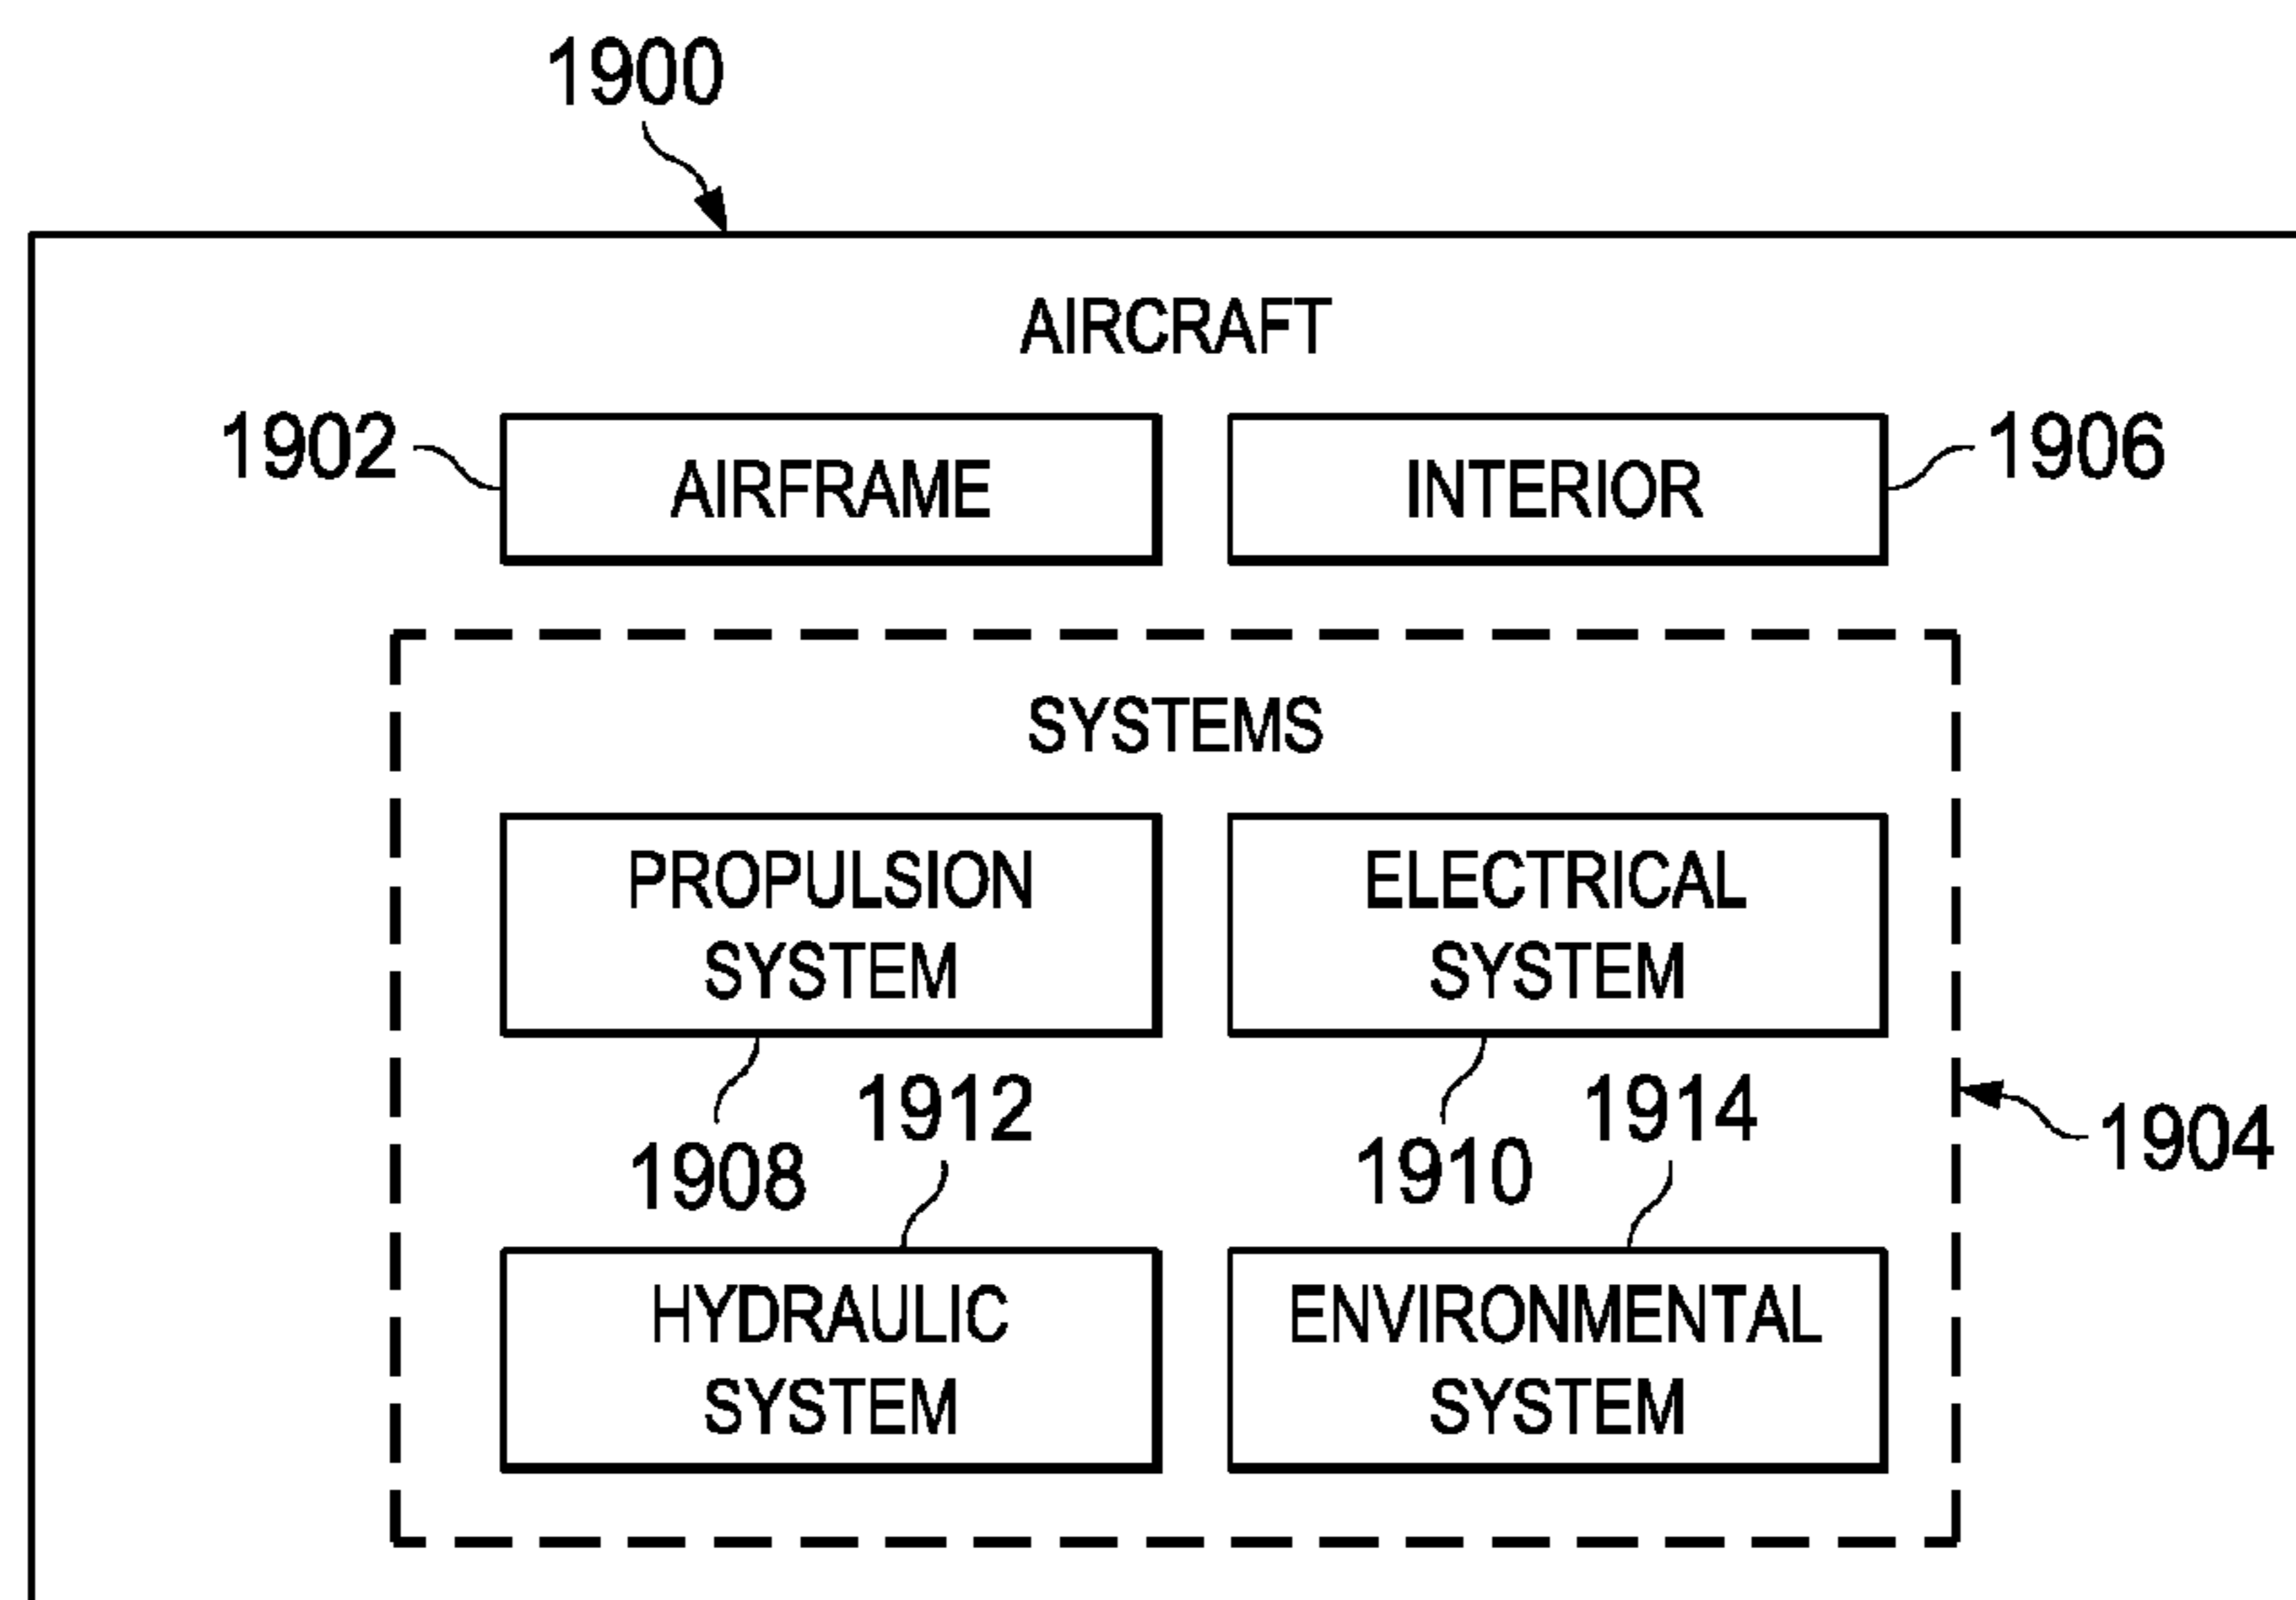 1900
AIRCRAFT
1902
AIRFRAME
INTERIOR
1906
SYSTEMS
PROPULSION
SYSTEM
ELECTRICAL
SYSTEM
1908
1912
1910
1914
1904
HYDRAULIC
SYSTEM
ENVIRONMENTAL
SYSTEM